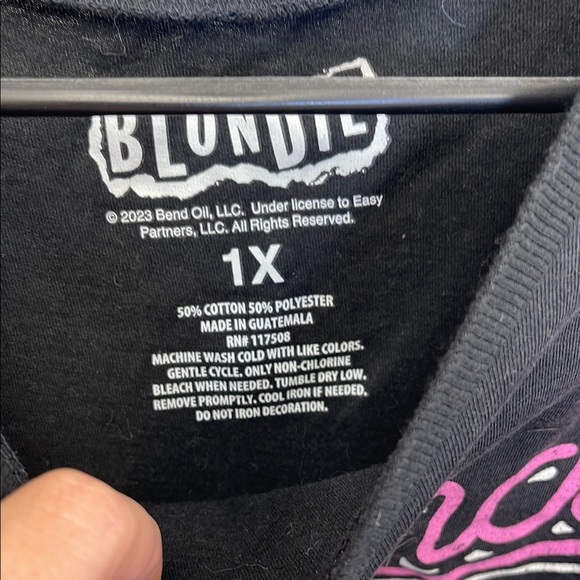 BLONDIE
© 2023 Bend Oil, LLC. Under license to Easy
Partners, LLC. All Rights Reserved.
1X
50% COTTON 50% POLYESTER
MADE IN GUATEMALA
RN# 117508
MACHINE WASH COLD WITH LIKE COLORS.
GENTLE CYCLE. ONLY NON-CHLORINE
BLEACH WHEN NEEDED. TUMBLE DRY LOW.
REMOVE PROMPTLY. COOL IRON IF NEEDED.
DO NOT IRON DECORATION.